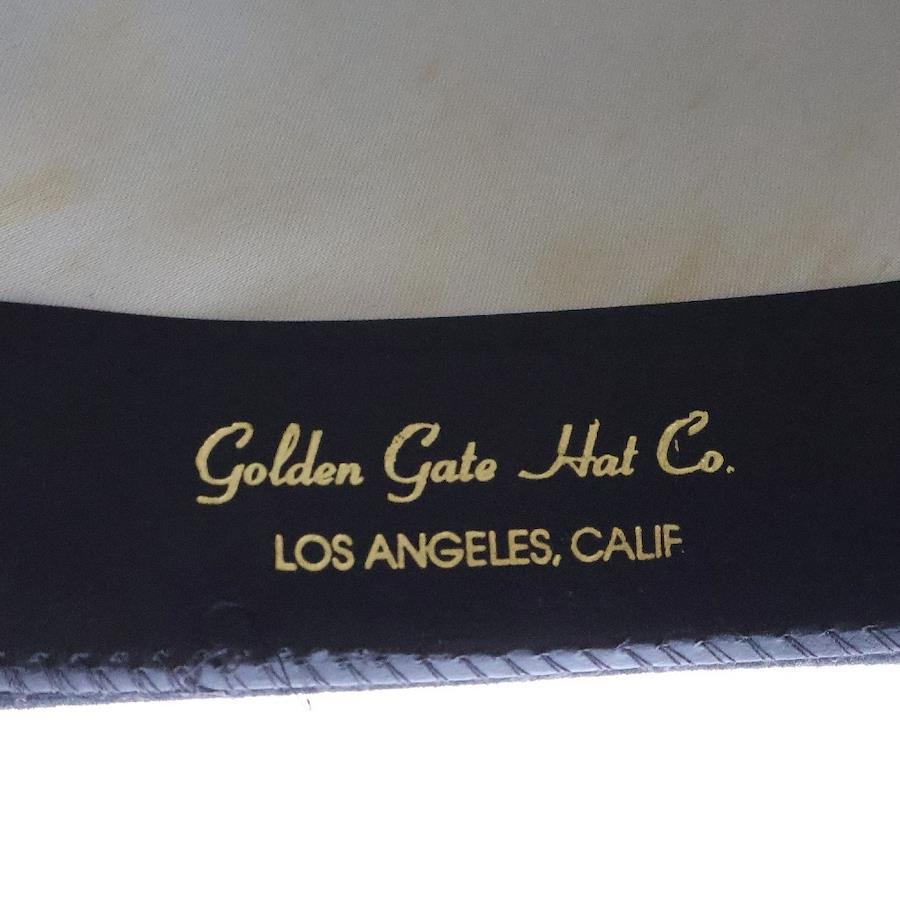 Golden Gate Hat Co.
LOS ANGELES, CALIF